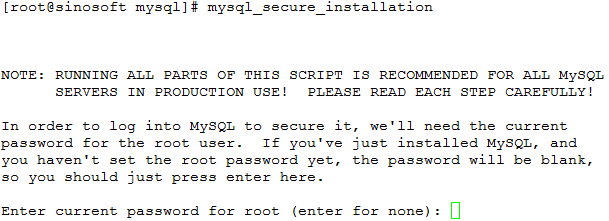 [root@sinosoft mysql]# mysql_secure_installation
NOTE: RUNNING ALL PARTS OF THIS SCRIPT IS RECOMMENDED FOR ALL MySQL
SERVERS IN PRODUCTION USE!  PLEASE READ EACH STEP CAREFULLY!
In order to log into MySQL to secure it, we'll need the current
password for the root user.  If you've just installed MySQL, and
you haven't set the root password yet, the password will be blank,
so you should just press enter here.
Enter current password for root (enter for none):